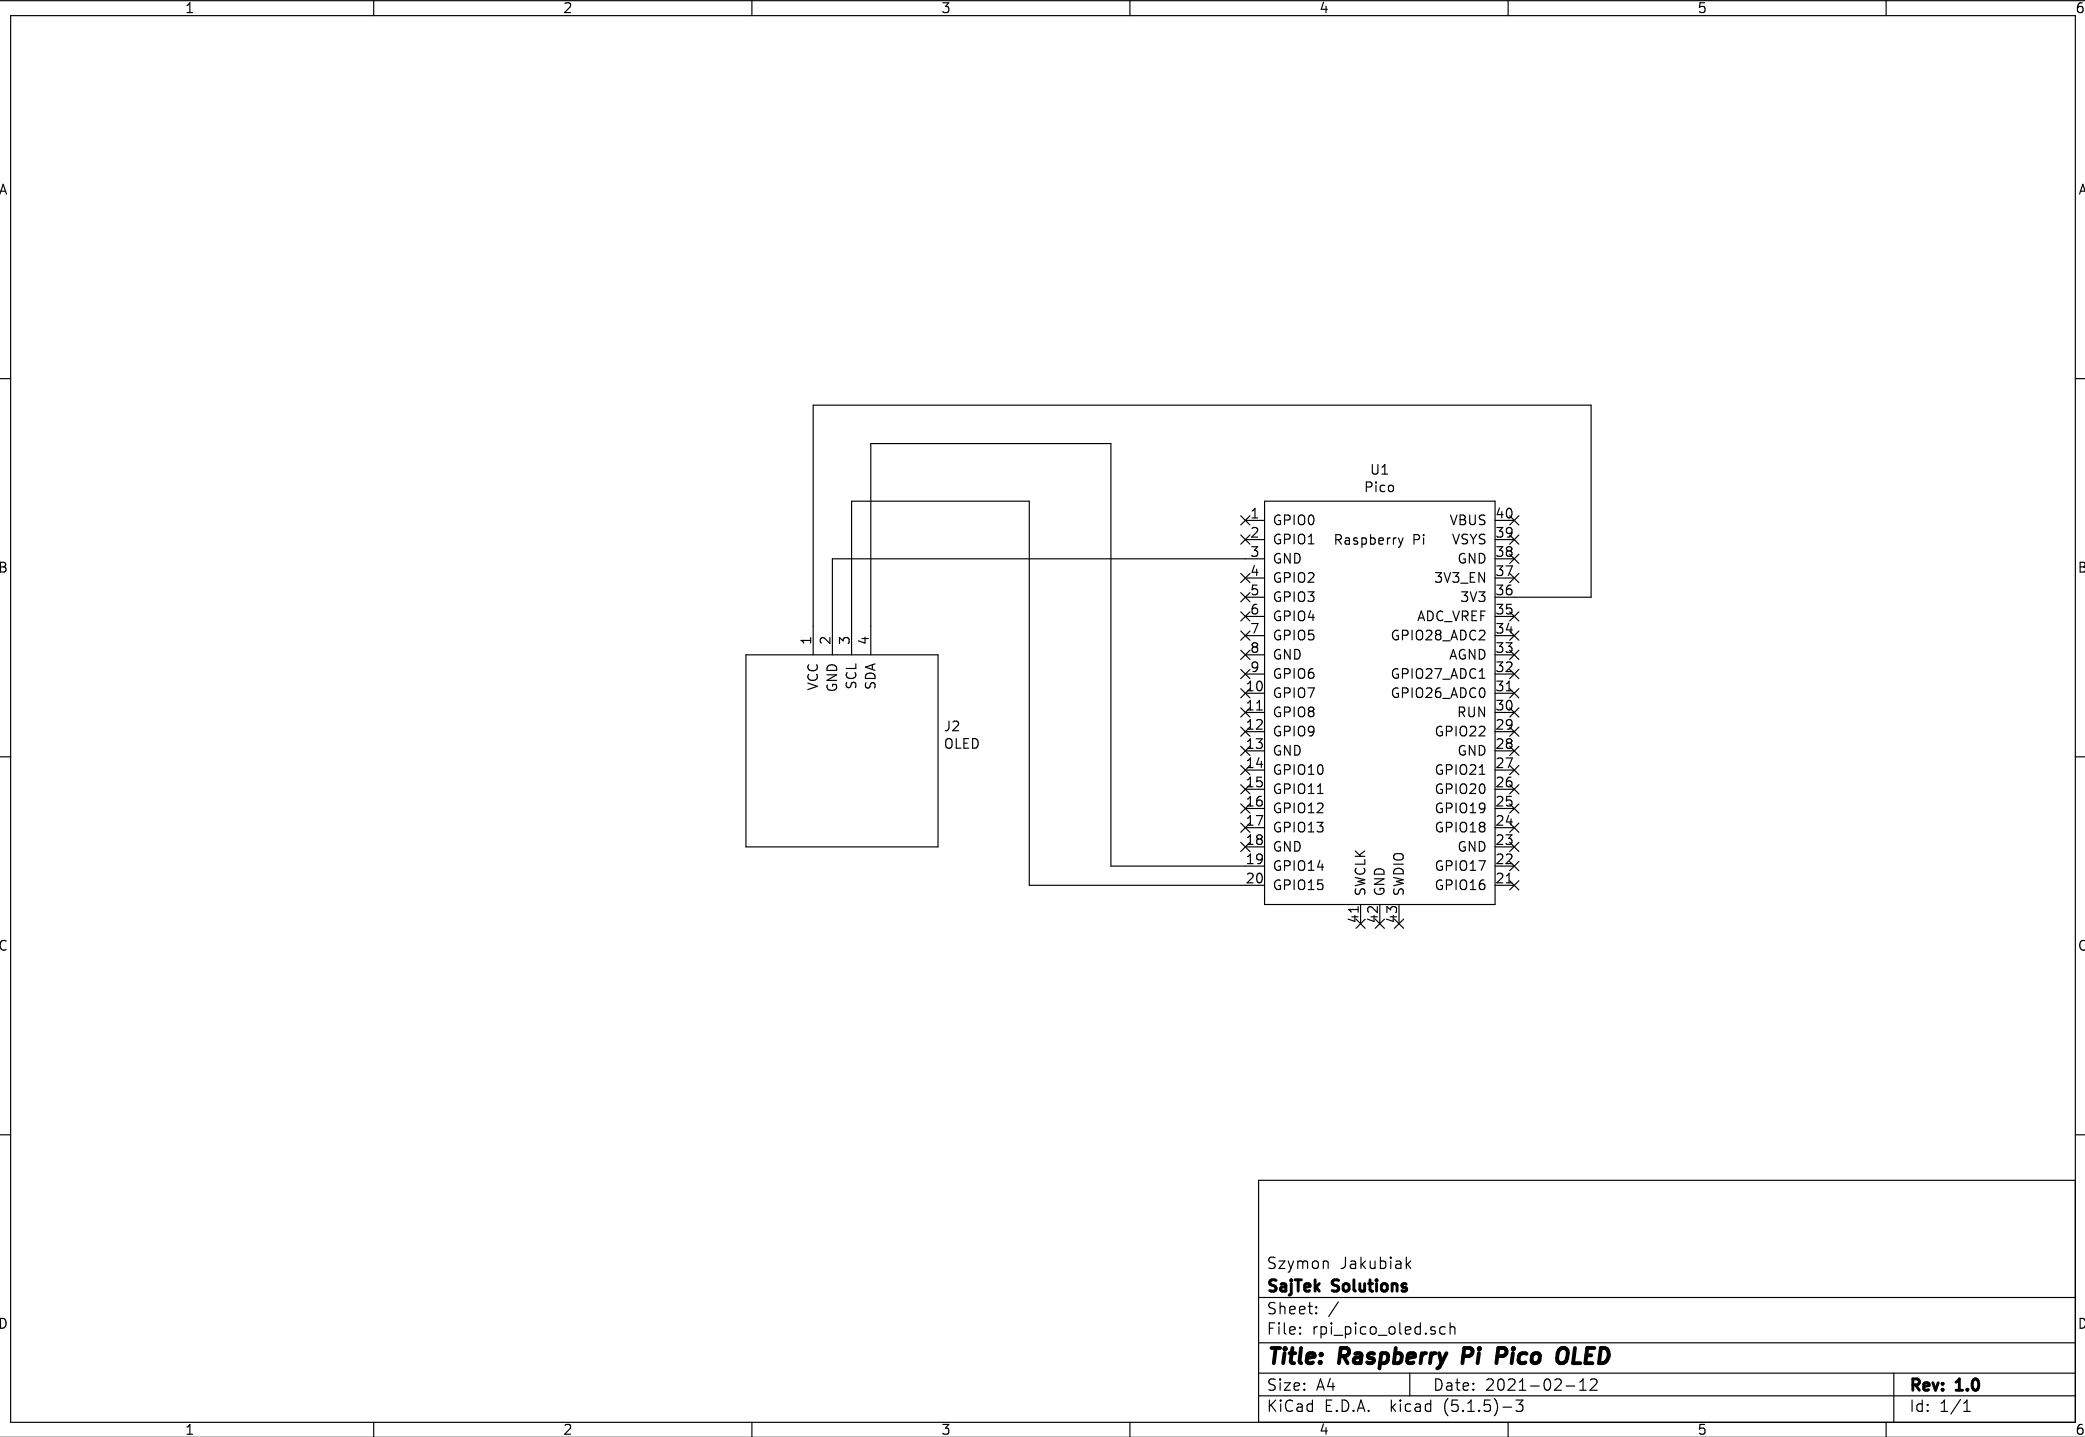 1 2 3 4 5 6
A A
U1
Pico
1 GPIO0 VBUS 40
2 GPIO1 Raspberry Pi VSYS 39
3 GND GND 38
B 4 GPIO2 3V3_EN 37 B
5 GPIO3 3V3 36
6 GPIO4 ADC_VREF 35
7 GPIO5 GPIO28_ADC2 34
8 GND AGND 33
9 GPIO6 GPIO27_ADC1 32
10 GPIO7 GPIO26_ADC0 31
11 GPIO8 RUN 30
12 GPIO9 GPIO22 29
13 GND GND 28
14 GPIO10 GPIO21 27
15 GPIO11 GPIO20 26
16 GPIO12 GPIO19 25
17 GPIO13 GPIO18 24
18 GND GND 23
19 GPIO14 GPIO17 22
20 GPIO15 GPIO16 21
SWCLK GND SWDIO
41 42 43
1 2 3 4
VCC GND SCL SDA
J2
OLED
C C
Szymon Jakubiak
SajTek Solutions
Sheet: /
D File: rpi_pico_oled.sch D
Title: Raspberry Pi Pico OLED
Size: A4 Date: 2021-02-12 Rev: 1.0
KiCad E.D.A. kicad (5.1.5)-3 Id: 1/1
1 2 3 4 5 6